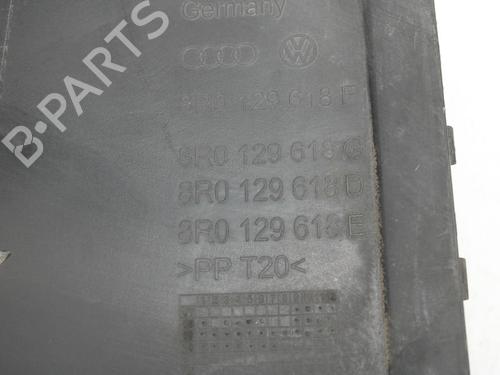 Germany
8R0 129 618 F
8R0 129 618 G
8R0 129 618 D
8R0 129 618 E
>PP T20<
B-PARTS